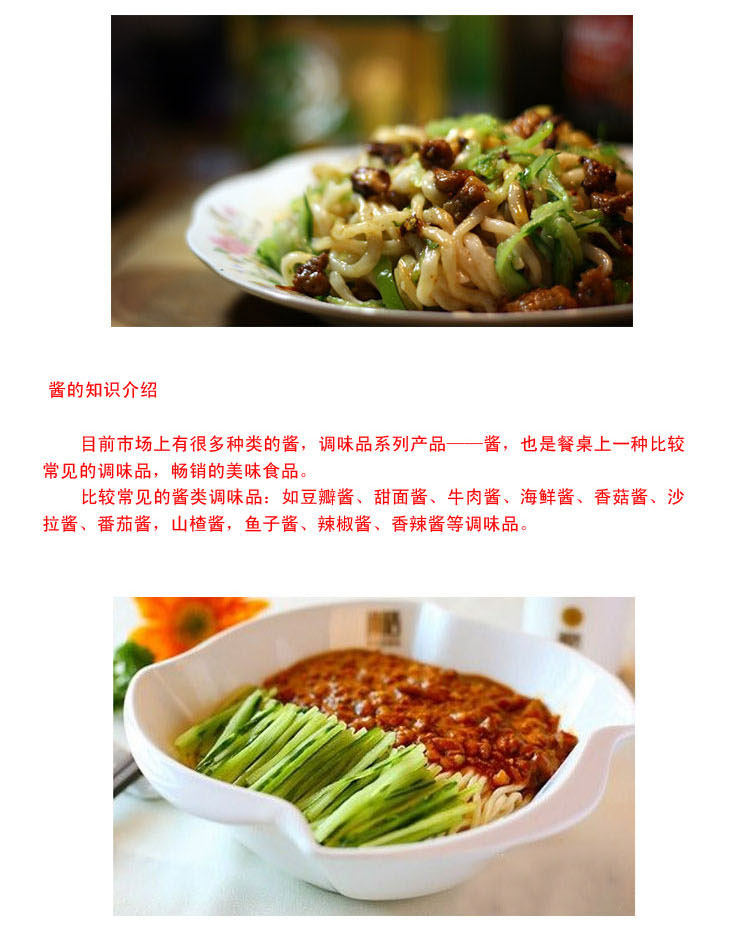 酱的知识介绍
目前市场上有很多种类的酱，调味品系列产品——酱，也是餐桌上一种比较
常见的调味品，畅销的美味食品。
比较常见的酱类调味品：如豆瓣酱、甜面酱、牛肉酱、海鲜酱、香菇酱、沙
拉酱、番茄酱，山楂酱，鱼子酱、辣椒酱、香辣酱等调味品。